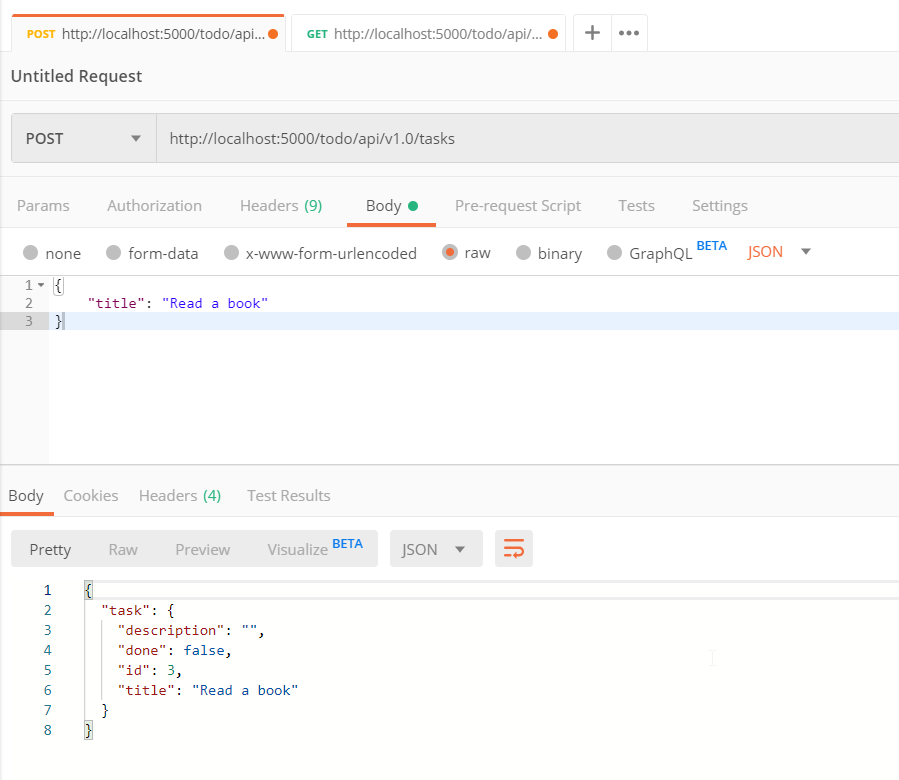 POST http://localhost:5000/todo/api... GET http://localhost:5000/todo/api/... + •••
Untitled Request
POST http://localhost:5000/todo/api/v1.0/tasks
Params Authorization Headers (9) Body Pre-request Script Tests Settings
none form-data x-www-form-urlencoded raw binary GraphQL BETA JSON
1 {
2 "title": "Read a book"
3 }
Body Cookies Headers (4) Test Results
Pretty Raw Preview Visualize BETA JSON
1 {
2 "task": {
3 "description": "",
4 "done": false,
5 "id": 3,
6 "title": "Read a book"
7 }
8 }